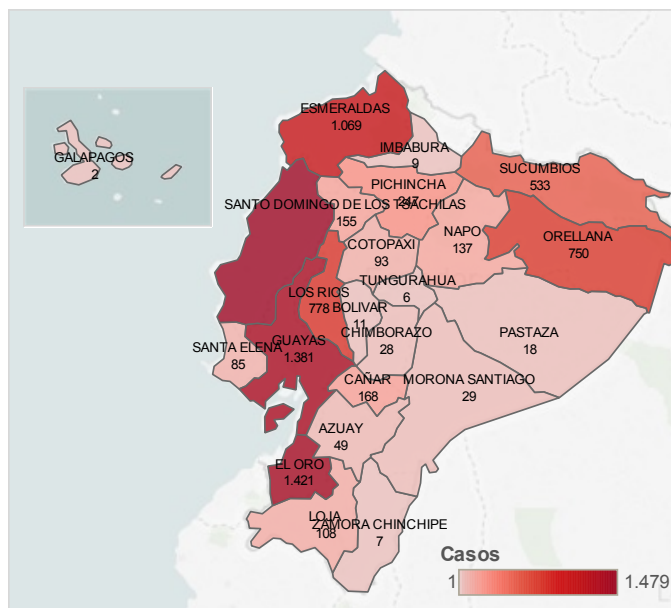 ESMERALDAS
1.069
IMBABURA
9
GALAPAGOS
2
SUCUMBIOS
533
PICHINCHA
247
SANTO DOMINGO DE LOS TSACHILAS
155
ORELLANA
750
NAPO
137
COTOPAXI
93
TUNGURAHUA
6
LOS RIOS
778
BOLIVAR
11
CHIMBORAZO
28
PASTAZA
18
GUAYAS
1.381
SANTA ELENA
85
CAÑAR
168
MORONA SANTIAGO
29
AZUAY
49
EL ORO
1.421
LOJA
108
ZAMORA CHINCHIPE
7
Casos
1
1.479